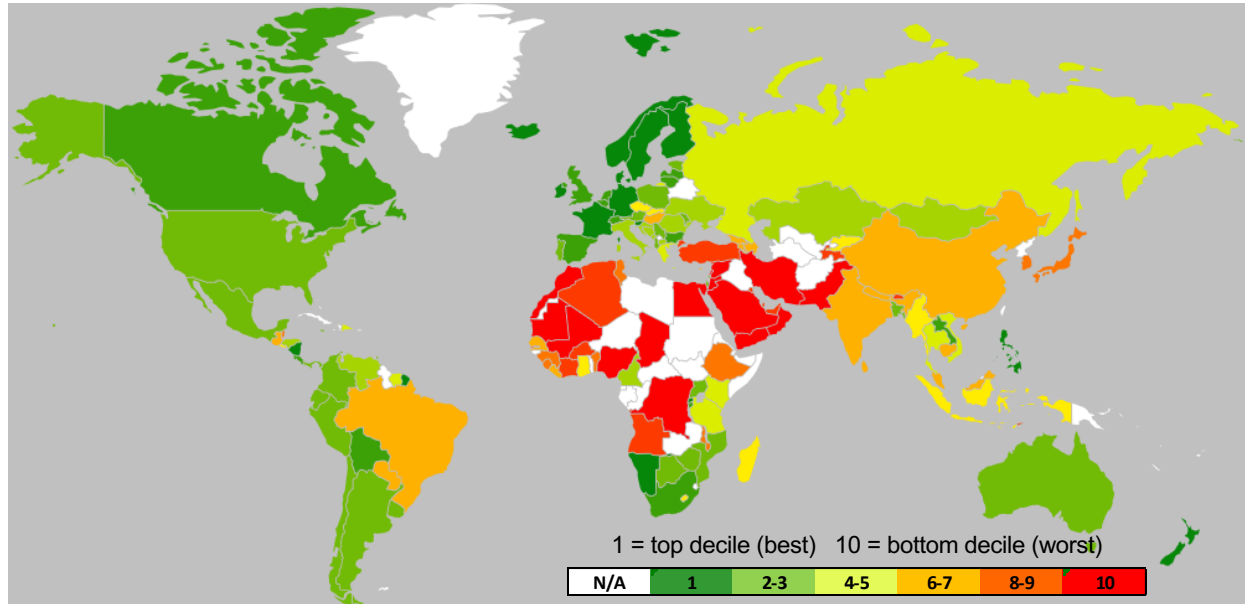 1 = top decile (best) 10 = bottom decile (worst)
N/A 1 2-3 4-5 6-7 8-9 10